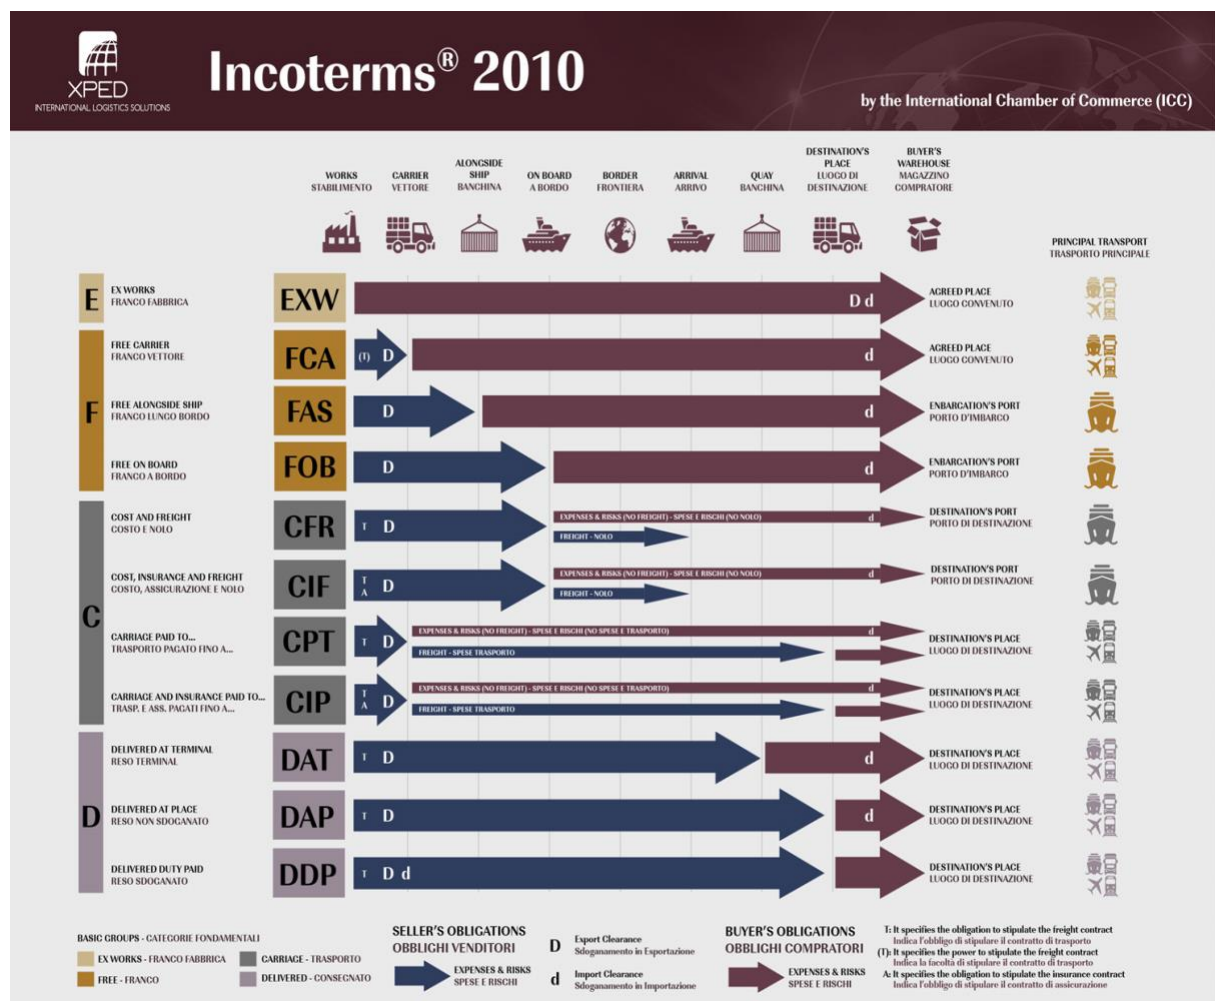 XPED
INTERNATIONAL LOGISTICS SOLUTIONS
Incoterms® 2010
by the International Chamber of Commerce (ICC)
WORKS
STABILIMENTO
CARRIER
VETTORE
ALONGSIDE
SHIP
BANCHINA
ON BOARD
A BORDO
BORDER
FRONTIERA
ARRIVAL
ARRIVO
QUAY
BANCHINA
DESTINATION'S
PLACE
LUOGO DI
DESTINAZIONE
BUYER'S
WAREHOUSE
MAGAZZINO
COMPRATORE
PRINCIPAL TRANSPORT
TRASPORTO PRINCIPALE
E
EX WORKS
FRANCO FABBRICA
EXW
D d
AGREED PLACE
LUOGO CONVENUTO
F
FREE CARRIER
FRANCO VETTORE
FCA
(T) D
d
AGREED PLACE
LUOGO CONVENUTO
FREE ALONGSIDE SHIP
FRANCO LUNGO BORDO
FAS
D
d
ENBARCATION'S PORT
PORTO D'IMBARCO
FREE ON BOARD
FRANCO A BORDO
FOB
D
d
ENBARCATION'S PORT
PORTO D'IMBARCO
C
COST AND FREIGHT
COSTO E NOLO
CFR
T D
EXPENSES & RISKS (NO FREIGHT) - SPESE E RISCHI (NO NOLO)
d
FREIGHT - NOLO
DESTINATION'S PORT
PORTO DI DESTINAZIONE
COST, INSURANCE AND FREIGHT
COSTO, ASSICURAZIONE E NOLO
CIF
T
A
D
EXPENSES & RISKS (NO FREIGHT) - SPESE E RISCHI (NO NOLO)
d
FREIGHT - NOLO
DESTINATION'S PORT
PORTO DI DESTINAZIONE
CARRIAGE PAID TO...
TRASPORTO PAGATO FINO A...
CPT
T D
EXPENSES & RISKS (NO FREIGHT) - SPESE E RISCHI (NO SPESE E TRASPORTO)
d
FREIGHT - SPESE TRASPORTO
DESTINATION'S PLACE
LUOGO DI DESTINAZIONE
CARRIAGE AND INSURANCE PAID TO...
TRASP. E ASS. PAGATI FINO A...
CIP
T
A
D
EXPENSES & RISKS (NO FREIGHT) - SPESE E RISCHI (NO SPESE E TRASPORTO)
d
FREIGHT - SPESE TRASPORTO
DESTINATION'S PLACE
LUOGO DI DESTINAZIONE
D
DELIVERED AT TERMINAL
RESO TERMINAL
DAT
T D
d
DESTINATION'S PLACE
LUOGO DI DESTINAZIONE
DELIVERED AT PLACE
RESO NON SDOGANATO
DAP
T D
d
DESTINATION'S PLACE
LUOGO DI DESTINAZIONE
DELIVERED DUTY PAID
RESO SDOGANATO
DDP
T D d
DESTINATION'S PLACE
LUOGO DI DESTINAZIONE
BASIC GROUPS - CATEGORIE FONDAMENTALI
EX WORKS - FRANCO FABBRICA
CARRIAGE - TRASPORTO
FREE - FRANCO
DELIVERED - CONSEGNATO
SELLER'S OBLIGATIONS
OBBLIGHI VENDITORI
EXPENSES & RISKS
SPESE E RISCHI
D
Export Clearance
Sdoganamento in Esportazione
d
Import Clearance
Sdoganamento in Importazione
BUYER'S OBLIGATIONS
OBBLIGHI COMPRATORI
EXPENSES & RISKS
SPESE E RISCHI
T: It specifies the obligation to stipulate the freight contract
Indica l'obbligo di stipulare il contratto di trasporto
(T): It specifies the power to stipulate the freight contract
Indica la facoltà di stipulare il contratto di trasporto
A: It specifies the obligation to stipulate the insurance contract
Indica l'obbligo di stipulare il contratto di assicurazione